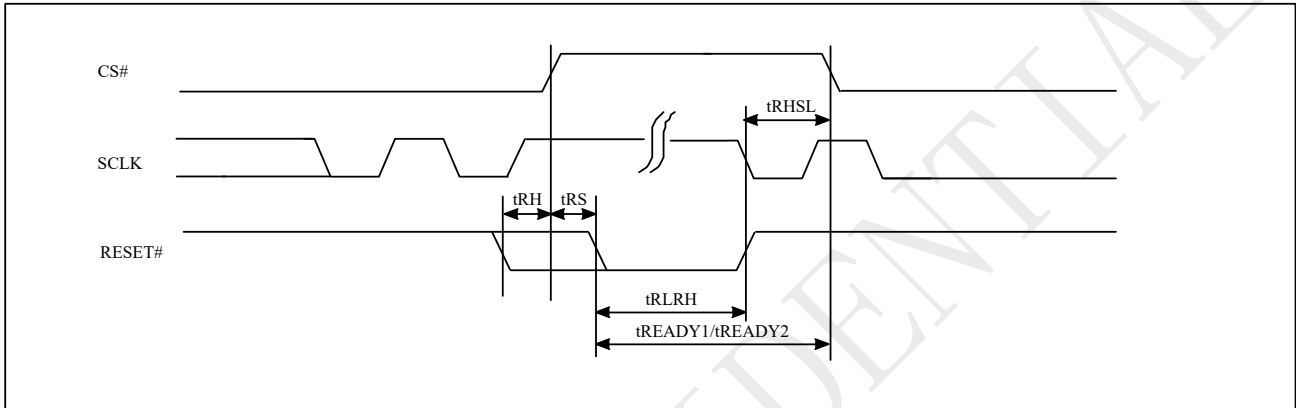 CS#
tRHSL
SCLK
tRH tRS
RESET#
tRLRH
tREADY1/tREADY2